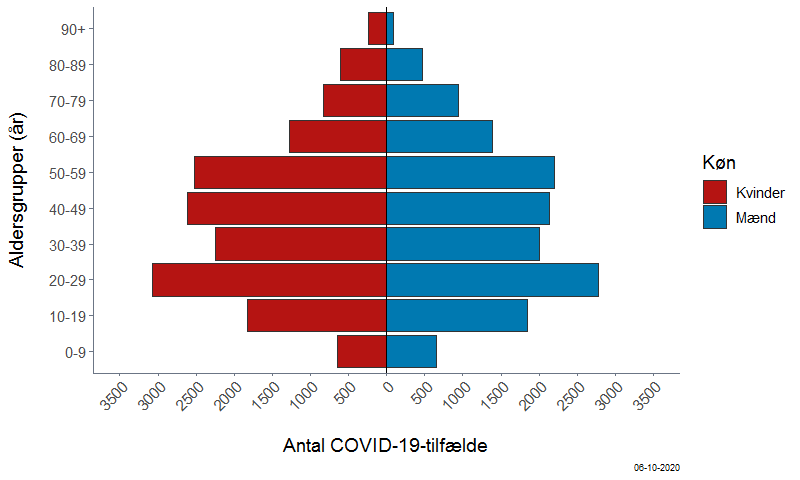 Aldersgrupper (år)
90+
80-89
70-79
60-69
50-59
40-49
30-39
20-29
10-19
0-9
3500 3000 2500 2000 1500 1000 500 0 500 1000 1500 2000 2500 3000 3500
Antal COVID-19-tilfælde
Køn
Kvinder
Mænd
06-10-2020